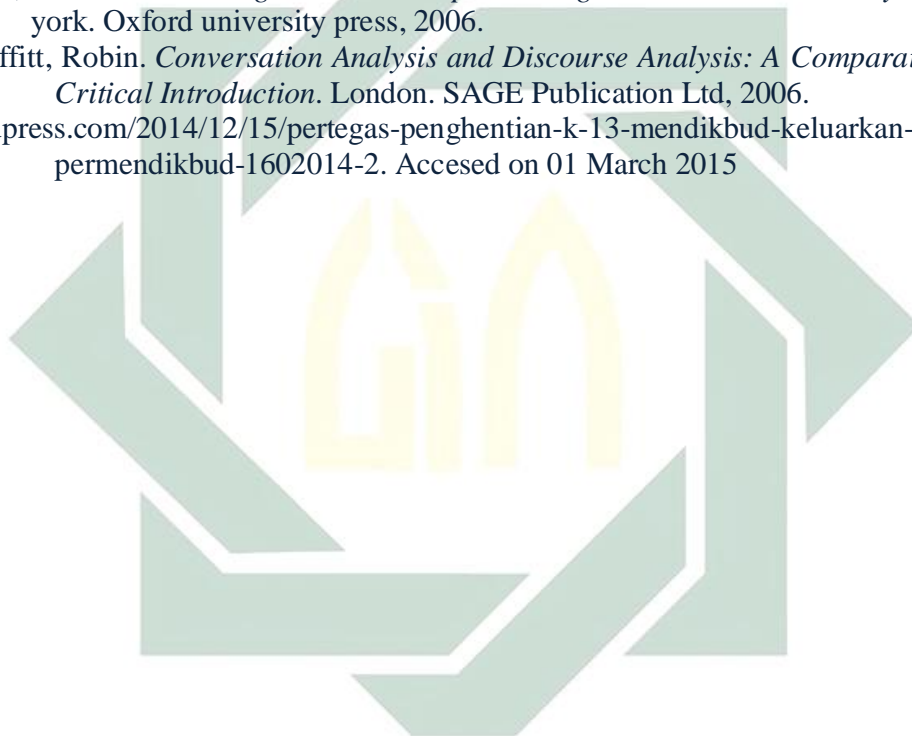 york. Oxford university press, 2006.
ffitt, Robin. Conversation Analysis and Discourse Analysis: A Compara
Critical Introduction. London. SAGE Publication Ltd, 2006.
press.com/2014/12/15/pertegas-penghentian-k-13-mendikbud-keluarkan-
permendikbud-1602014-2. Accesed on 01 March 2015